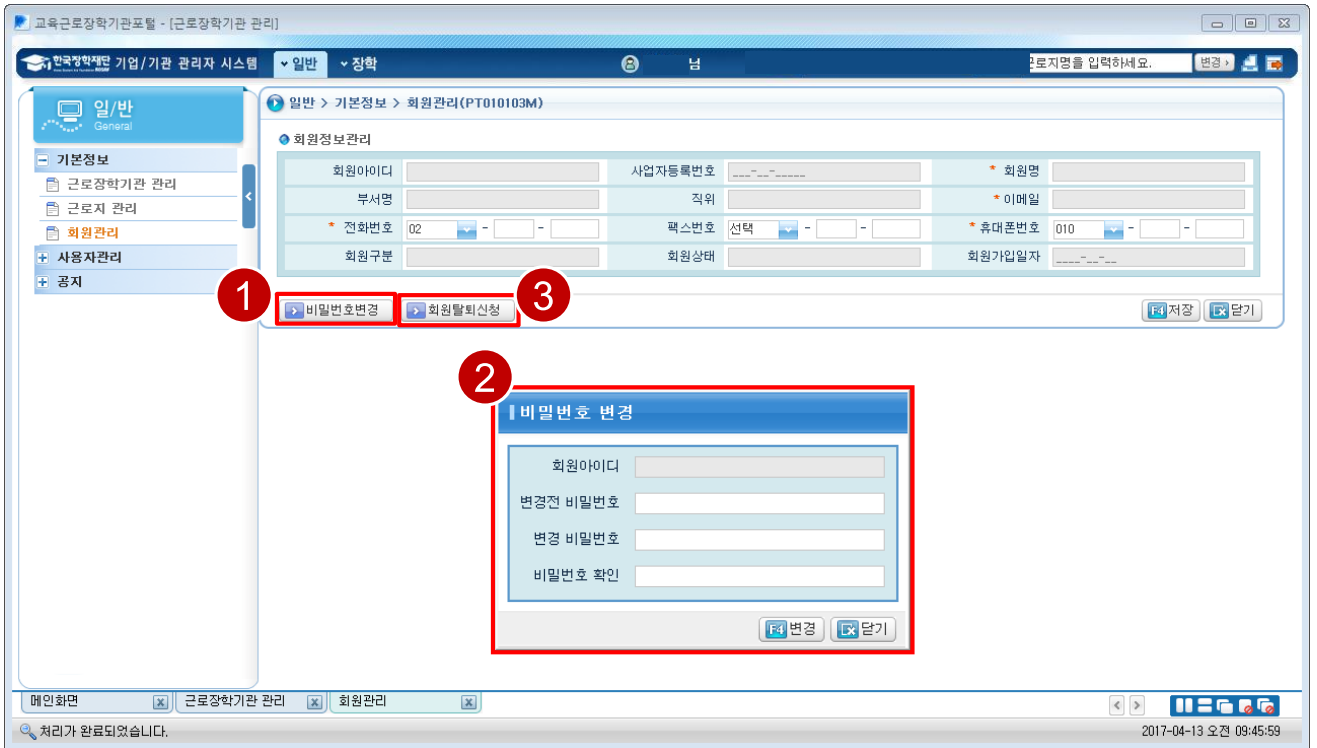 교육근로장학기관포털 - [근로장학기관 관리]
한국장학재단 기업/기관 관리자 시스템 일반 장학 님 근로지명을 입력하세요. 변경
일/반
General
기본정보
근로장학기관 관리
근로지 관리
회원관리
사용자관리
공지
일반 > 기본정보 > 회원관리(PT010103M)
회원정보관리
회원아이디 사업자등록번호 ___-__-_____ * 회원명
부서명 직위 * 이메일
* 전화번호 02 - - 팩스번호 선택 - - * 휴대폰번호 010 - -
회원구분 회원상태 회원가입일자 ____-__-__
1 비밀번호변경 회원탈퇴신청 3 F4 저장 닫기
2
비밀번호 변경
회원아이디
변경전 비밀번호
변경 비밀번호
비밀번호 확인
F4 변경 닫기
메인화면 근로장학기관 관리 회원관리
처리가 완료되었습니다. 2017-04-13 오전 09:45:59